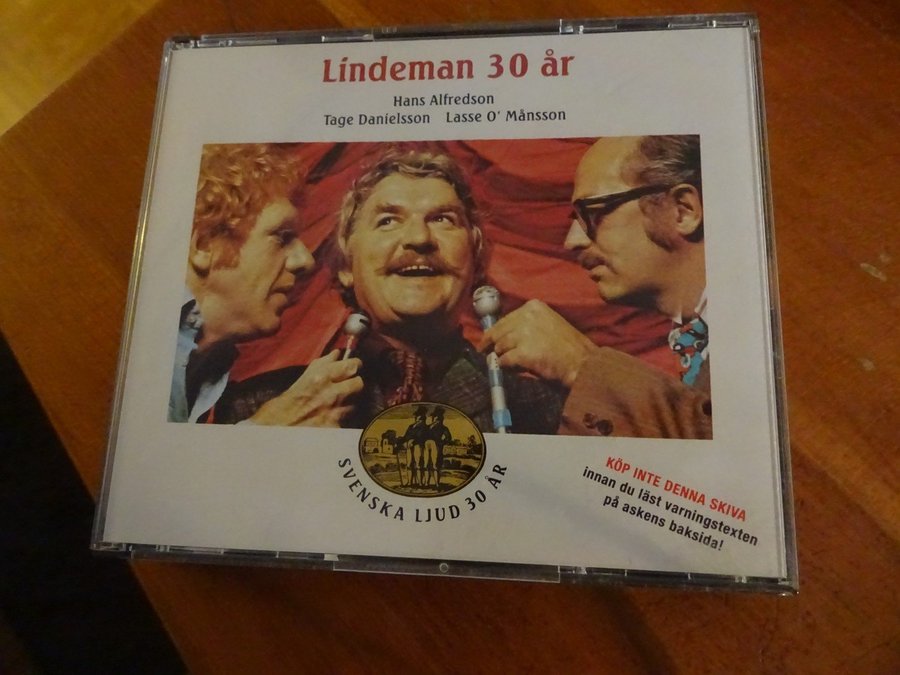 Lindeman 30 år
Hans Alfredson
Tage Danielsson Lasse O' Månsson
SVENSKA LJUD 30 ÅR
KÖP INTE DENNA SKIVA
innan du läst varningstexten
på askens baksida!